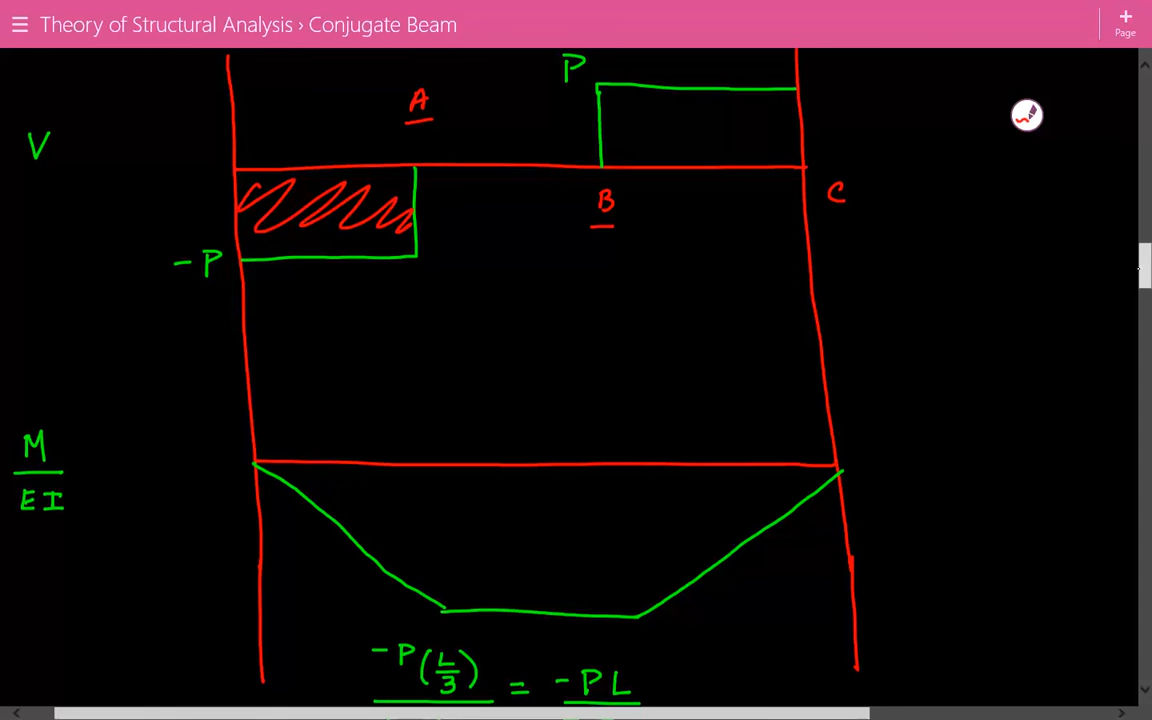 Theory of Structural Analysis › Conjugate Beam
+
Page
P
A
V
B
C
-P
M
EI
-P(L/3) = -PL